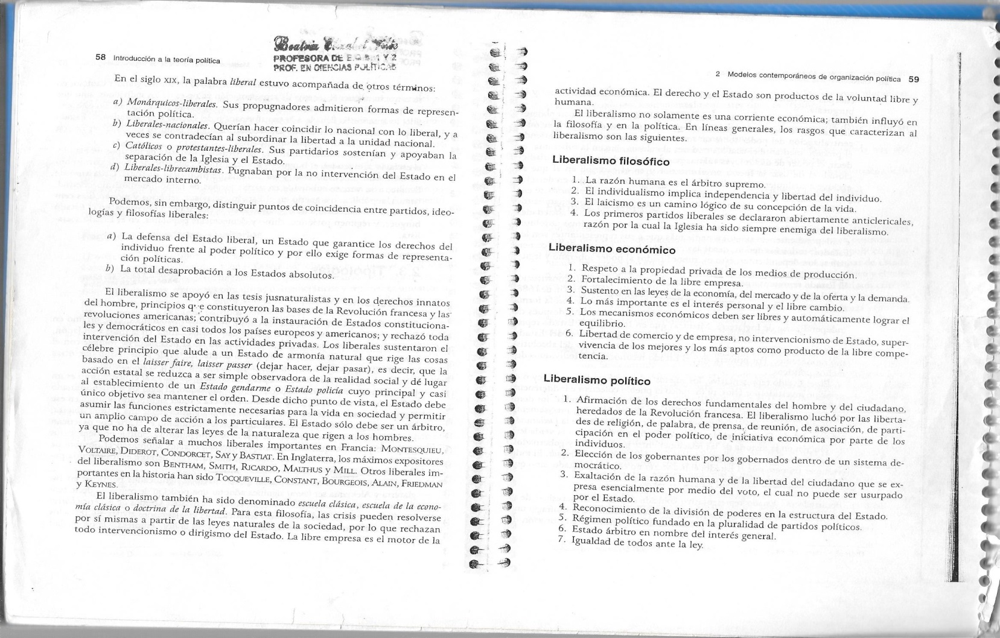 58 Introducción a la teoría política
PROFESORA DE E.G.B. 1 Y 2
PROF. EN CIENCIAS POLÍTICAS
En el siglo XIX, la palabra liberal estuvo acompañada de otros términos:
a) Monárquicos-liberales. Sus propugnadores admitieron formas de represen-
tación política.
b) Liberales-nacionales. Querían hacer coincidir lo nacional con lo liberal, y a
veces se contradecían al subordinar la libertad a la unidad nacional.
c) Católicos o protestantes-liberales. Sus partidarios sostenían y apoyaban la
separación de la Iglesia y el Estado.
d) Liberales-librecambistas. Pugnaban por la no intervención del Estado en el
mercado interno.
Podemos, sin embargo, distinguir puntos de coincidencia entre partidos, ideo-
logías y filosofías liberales:
a) La defensa del Estado liberal, un Estado que garantice los derechos del
individuo frente al poder político y por ello exige formas de representa-
ción políticas.
b) La total desaprobación a los Estados absolutos.
El liberalismo se apoyó en las tesis jusnaturalistas y en los derechos innatos
del hombre, principios que constituyeron las bases de la Revolución francesa y las
revoluciones americanas; contribuyó a la instauración de Estados constituciona-
les y democráticos en casi todos los países europeos y americanos; y rechazó toda
intervención del Estado en las actividades privadas. Los liberales sustentaron el
célebre principio que alude a un Estado de armonía natural que rige las cosas
basado en el laisser faire, laisser passer (dejar hacer, dejar pasar), es decir, que la
acción estatal se reduzca a ser simple observadora de la realidad social y dé lugar
al establecimiento de un Estado gendarme o Estado policía cuyo principal y casi
único objetivo sea mantener el orden. Desde dicho punto de vista, el Estado debe
asumir las funciones estrictamente necesarias para la vida en sociedad y permitir
un amplio campo de acción a los particulares. El Estado sólo debe ser un árbitro,
ya que no ha de alterar las leyes de la naturaleza que rigen a los hombres.
Podemos señalar a muchos liberales importantes en Francia: MONTESQUIEU,
VOLTAIRE, DIDEROT, CONDORCET, SAY y BASTIAT. En Inglaterra, los máximos expositores
del liberalismo son BENTHAM, SMITH, RICARDO, MALTHUS y MILL. Otros liberales im-
portantes en la historia han sido TOCQUEVILLE, CONSTANT, BOURGEOIS, ALAIN, FRIEDMAN
y KEYNES.
El liberalismo también ha sido denominado escuela clásica, escuela de la econo-
mía clásica o doctrina de la libertad. Para esta filosofía, las crisis pueden resolverse
por sí mismas a partir de las leyes naturales de la sociedad, por lo que rechazan
todo intervencionismo o dirigismo del Estado. La libre empresa es el motor de la
2 Modelos contemporáneos de organización política 59
actividad económica. El derecho y el Estado son productos de la voluntad libre y
humana.
El liberalismo no solamente es una corriente económica; también influyó en
la filosofía y en la política. En líneas generales, los rasgos que caracterizan al
liberalismo son las siguientes.
Liberalismo filosófico
1. La razón humana es el árbitro supremo.
2. El individualismo implica independencia y libertad del individuo.
3. El laicismo es un camino lógico de su concepción de la vida.
4. Los primeros partidos liberales se declararon abiertamente anticlericales,
razón por la cual la Iglesia ha sido siempre enemiga del liberalismo.
Liberalismo económico
1. Respeto a la propiedad privada de los medios de producción.
2. Fortalecimiento de la libre empresa.
3. Sustento en las leyes de la economía, del mercado y de la oferta y la demanda.
4. Lo más importante es el interés personal y el libre cambio.
5. Los mecanismos económicos deben ser libres y automáticamente lograr el
equilibrio.
6. Libertad de comercio y de empresa, no intervencionismo de Estado, super-
vivencia de los mejores y los más aptos como producto de la libre compe-
tencia.
Liberalismo político
1. Afirmación de los derechos fundamentales del hombre y del ciudadano,
heredados de la Revolución francesa. El liberalismo luchó por las liberta-
des de religión, de palabra, de prensa, de reunión, de asociación, de parti-
cipación en el poder político, de iniciativa económica por parte de los
individuos.
2. Elección de los gobernantes por los gobernados dentro de un sistema de-
mocrático.
3. Exaltación de la razón humana y de la libertad del ciudadano que se ex-
presa esencialmente por medio del voto, el cual no puede ser usurpado
por el Estado.
4. Reconocimiento de la división de poderes en la estructura del Estado.
5. Régimen político fundado en la pluralidad de partidos políticos.
6. Estado árbitro en nombre del interés general.
7. Igualdad de todos ante la ley.